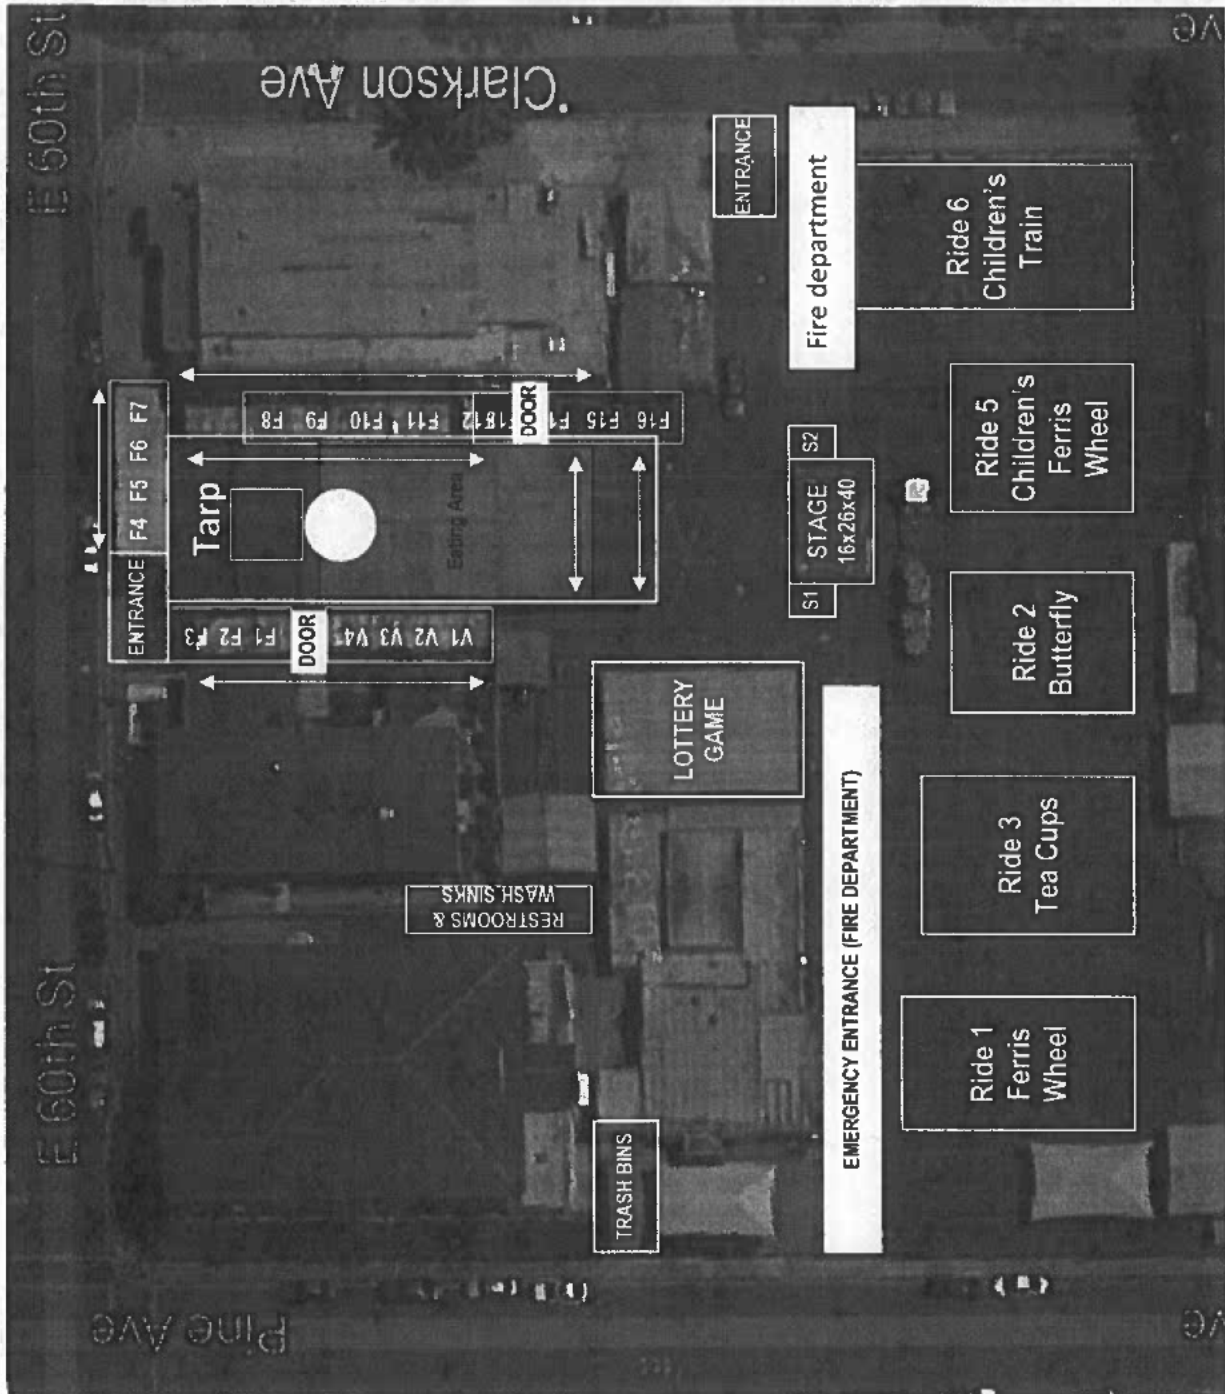 E 60th St
E 60th St
Clarkson Ave
Pine Ave
ve
ve
ENTRANCE
F4 F5 F6 F7
Tarp
Eating Area
F3
F2
F1
DOOR
V4
V3
V2
V1
F8
F9
F10
F11
DOOR
F15
F16
ENTRANCE
Fire department
S1
STAGE
16x26x40
S2
LOTTERY
GAME
RESTROOMS &
WASH SINKS
TRASH BINS
EMERGENCY ENTRANCE (FIRE DEPARTMENT)
Ride 1
Ferris
Wheel
Ride 3
Tea Cups
Ride 2
Butterfly
Ride 5
Children's
Ferris
Wheel
Ride 6
Children's
Train